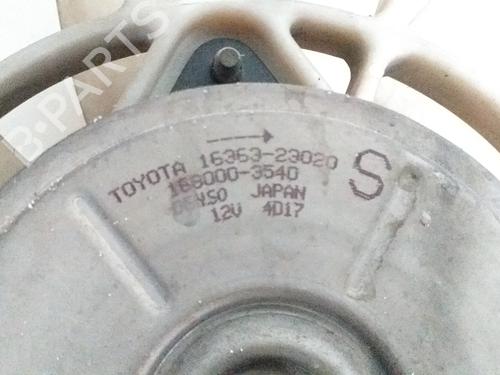 TOYOTA 16363-23020
168000-3540
DENSO JAPAN
12V 4D17
S
B-PARTS